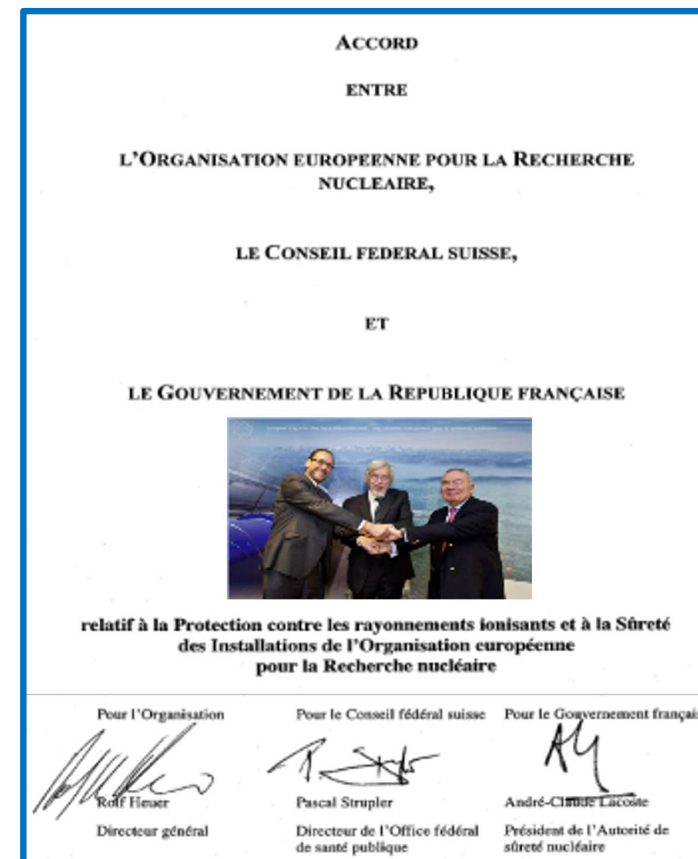 ACCORD
ENTRE
L'ORGANISATION EUROPEENNE POUR LA RECHERCHE
NUCLEAIRE,
LE CONSEIL FEDERAL SUISSE,
ET
LE GOUVERNEMENT DE LA REPUBLIQUE FRANÇAISE
relatif à la Protection contre les rayonnements ionisants et à la Sûreté
des Installations de l'Organisation européenne
pour la Recherche nucléaire
Pour l'Organisation
Rolf Heuer
Directeur général
Pour le Conseil fédéral suisse
Pascal Strupler
Directeur de l'Office fédéral
de santé publique
Pour le Gouvernement françai
André-Claude Lacoste
Président de l'Autorité de
sûreté nucléaire